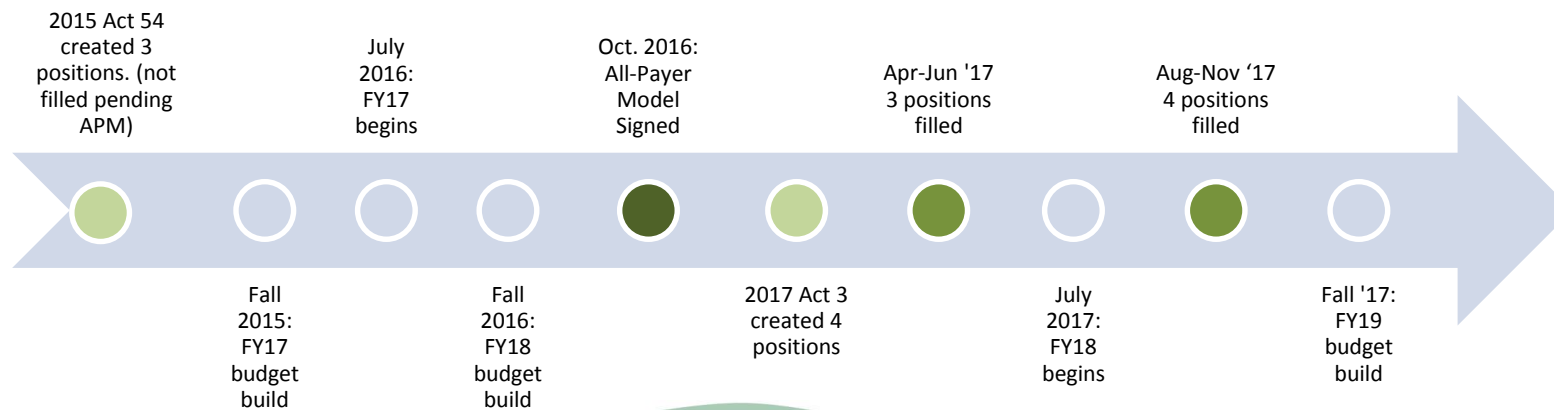 2015 Act 54
created 3
positions. (not
filled pending
APM)
Fall
2015:
FY17
budget
build
July
2016:
FY17
begins
Fall
2016:
FY18
budget
build
Oct. 2016:
All-Payer
Model
Signed
2017 Act 3
created 4
positions
Apr-Jun '17
3 positions
filled
July
2017:
FY18
begins
Aug-Nov ‘17
4 positions
filled
Fall '17:
FY19
budget
build